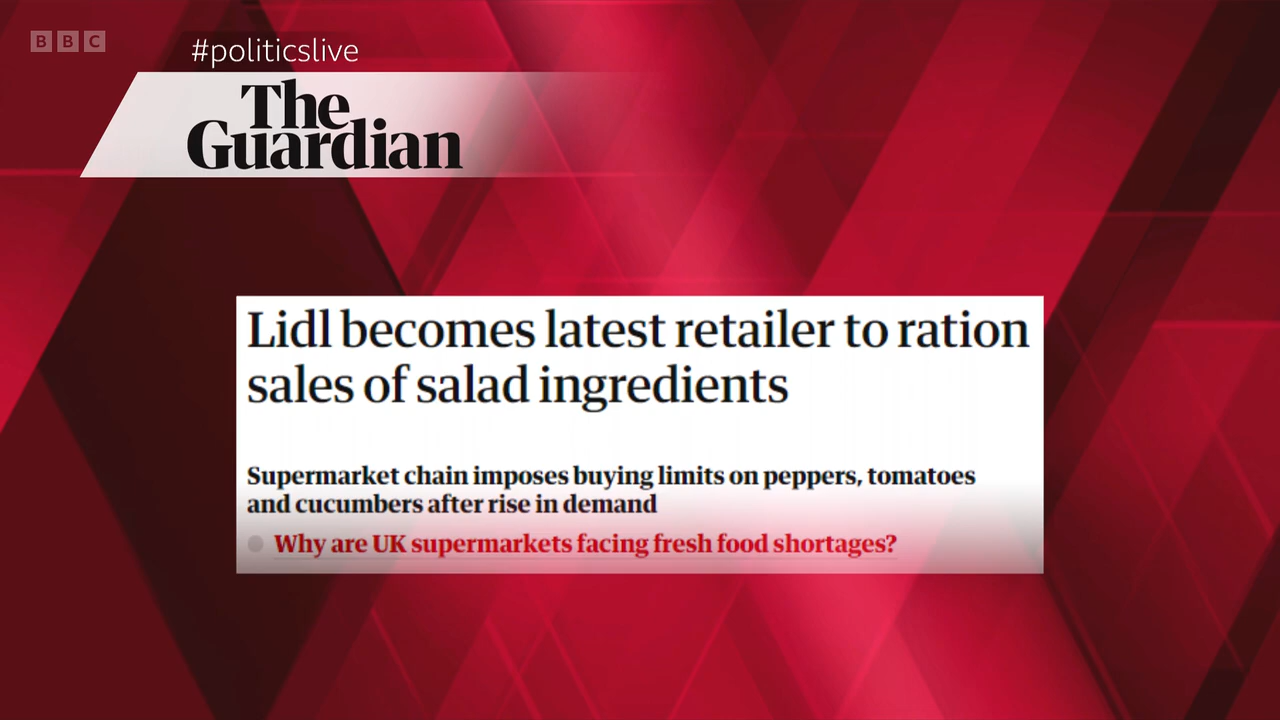 BBC
#politicslive
The
Guardian
Lidl becomes latest retailer to ration
sales of salad ingredients
Supermarket chain imposes buying limits on peppers, tomatoes
and cucumbers after rise in demand
Why are UK supermarkets facing fresh food shortages?